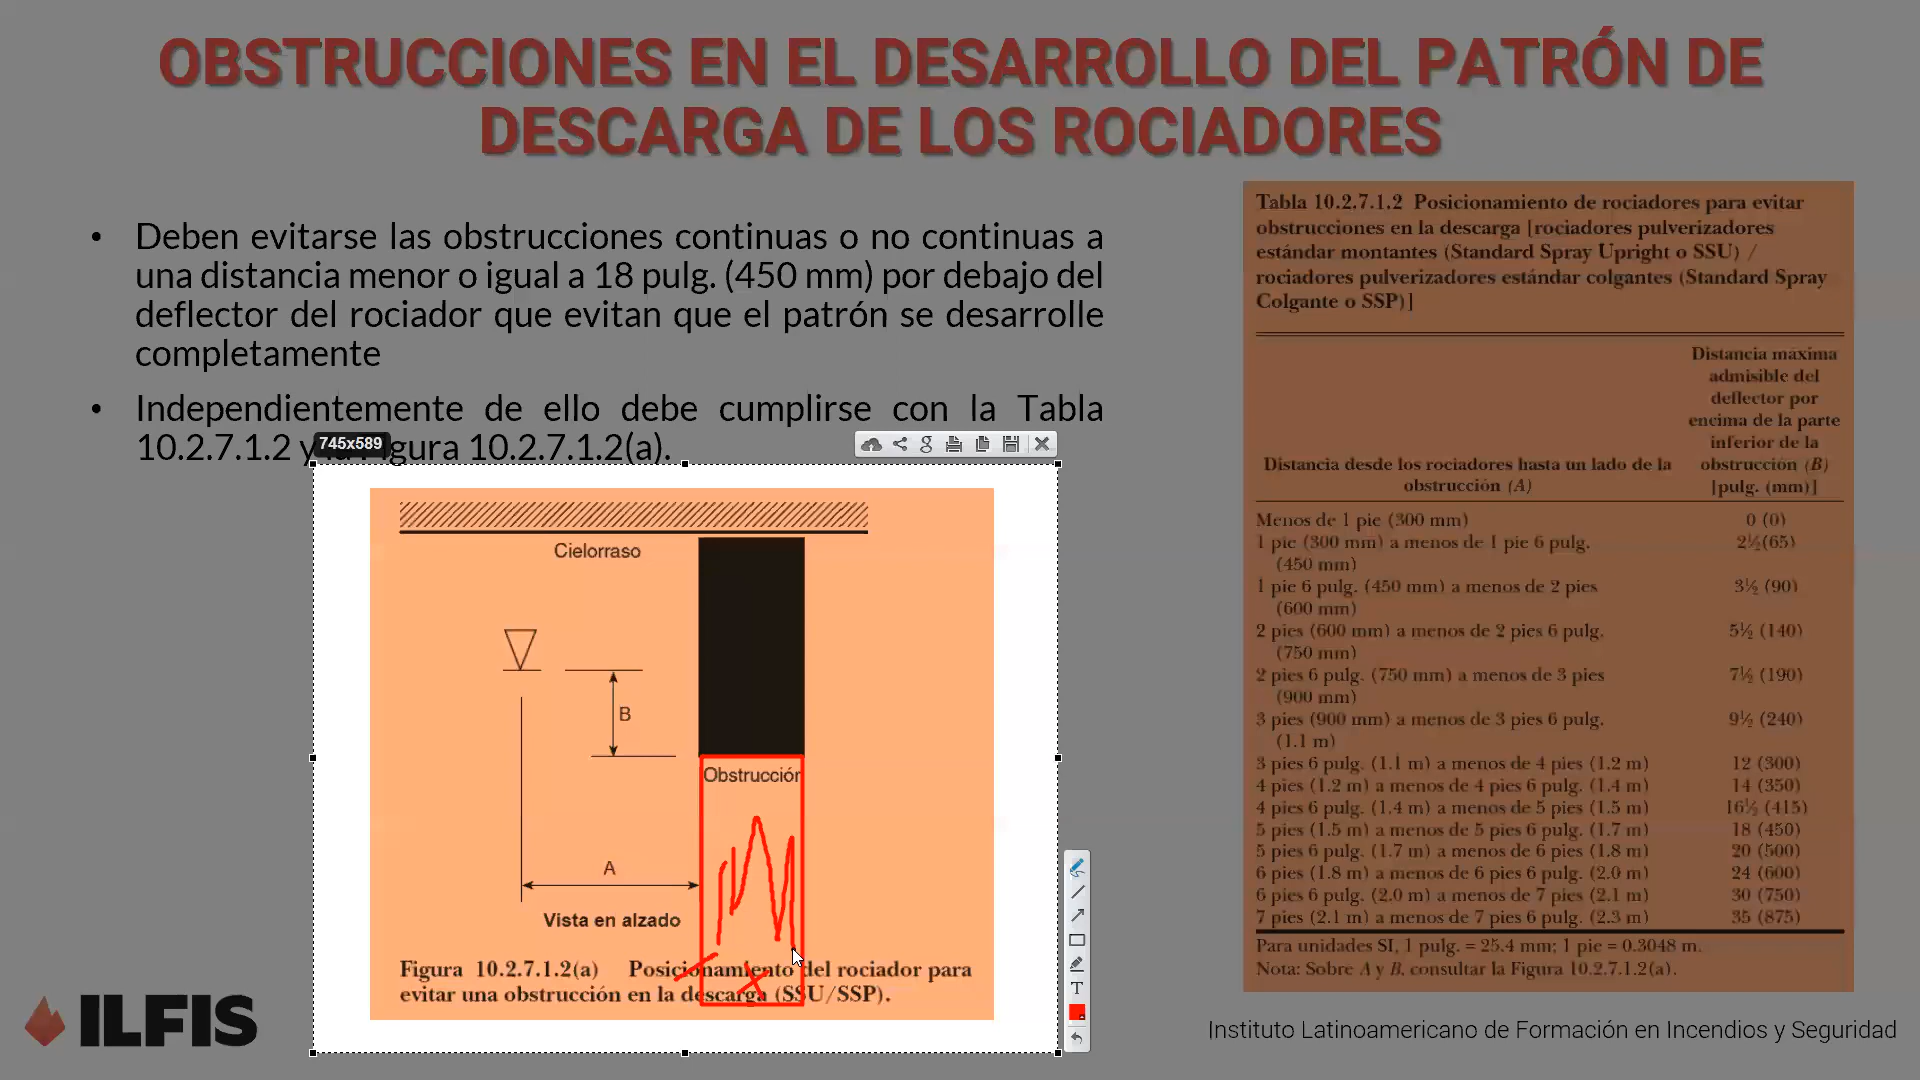 OBSTRUCCIONES EN EL DESARROLLO DEL PATRÓN DE
DESCARGA DE LOS ROCIADORES
• Deben evitarse las obstrucciones continuas o no continuas a
una distancia menor o igual a 18 pulg. (450 mm) por debajo del
deflector del rociador que evitan que el patrón se desarrolle
completamente
• Independientemente de ello debe cumplirse con la Tabla
10.2.7.1.2 y la Figura 10.2.7.1.2(a).
745x589
Cielorraso
B
Obstrucción
A
Vista en alzado
Figura 10.2.7.1.2(a) Posicionamiento del rociador para
evitar una obstrucción en la descarga (SSU/SSP).
T
Tabla 10.2.7.1.2 Posicionamiento de rociadores para evitar
obstrucciones en la descarga [rociadores pulverizadores
estándar montantes (Standard Spray Upright o SSU) /
rociadores pulverizadores estándar colgantes (Standard Spray
Colgante o SSP)]
Distancia desde los rociadores hasta un lado de la
obstrucción (A)
Distancia máxima
admisible del
deflector por
encima de la parte
inferior de la
obstrucción (B)
[pulg. (mm)]
Menos de 1 pie (300 mm) 0 (0)
1 pie (300 mm) a menos de 1 pie 6 pulg. 2½(65)
(450 mm)
1 pie 6 pulg. (450 mm) a menos de 2 pies 3½ (90)
(600 mm)
2 pies (600 mm) a menos de 2 pies 6 pulg. 5½ (140)
(750 mm)
2 pies 6 pulg. (750 mm) a menos de 3 pies 7½ (190)
(900 mm)
3 pies (900 mm) a menos de 3 pies 6 pulg. 9½ (240)
(1.1 m)
3 pies 6 pulg. (1.1 m) a menos de 4 pies (1.2 m) 12 (300)
4 pies (1.2 m) a menos de 4 pies 6 pulg. (1.4 m) 14 (350)
4 pies 6 pulg. (1.4 m) a menos de 5 pies (1.5 m) 16½ (415)
5 pies (1.5 m) a menos de 5 pies 6 pulg. (1.7 m) 18 (450)
5 pies 6 pulg. (1.7 m) a menos de 6 pies (1.8 m) 20 (500)
6 pies (1.8 m) a menos de 6 pies 6 pulg. (2.0 m) 24 (600)
6 pies 6 pulg. (2.0 m) a menos de 7 pies (2.1 m) 30 (750)
7 pies (2.1 m) a menos de 7 pies 6 pulg. (2.3 m) 35 (875)
Para unidades SI, 1 pulg. = 25.4 mm; 1 pie = 0.3048 m.
Nota: Sobre A y B, consultar la Figura 10.2.7.1.2(a).
ILFIS
Instituto Latinoamericano de Formación en Incendios y Seguridad